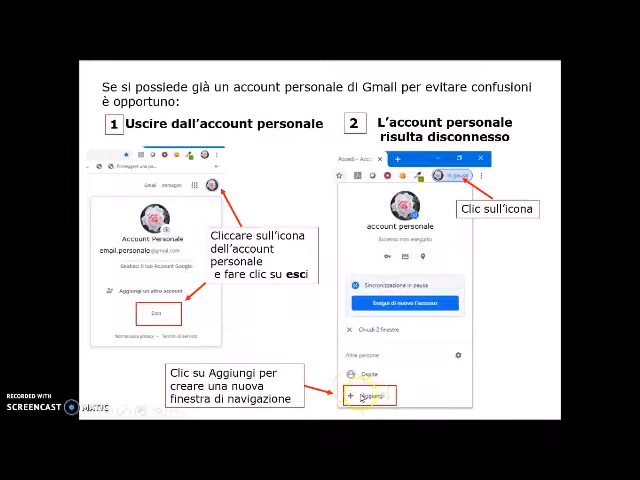 Se si possiede già un account personale di Gmail per evitare confusioni
è opportuno:
1 Uscire dall’account personale
2 L’account personale
risulta disconnesso
Gmail Immagini
Account Personale
email.personale@gmail.com
Gestisci il tuo Account Google
Aggiungi un altro account
Esci
Norme sulla privacy • Termini di servizio
Cliccare sull’icona
dell’account
personale
e fare clic su esci
Accedi - Acco
In pausa
Clic sull’icona
account personale
Accesso non eseguito
Sincronizzazione in pausa
Esegui di nuovo l'accesso
Chiudi 2 finestre
Altre persone
Ospite
Aggiungi
Clic su Aggiungi per
creare una nuova
finestra di navigazione
RECORDED WITH
SCREENCAST MATIC